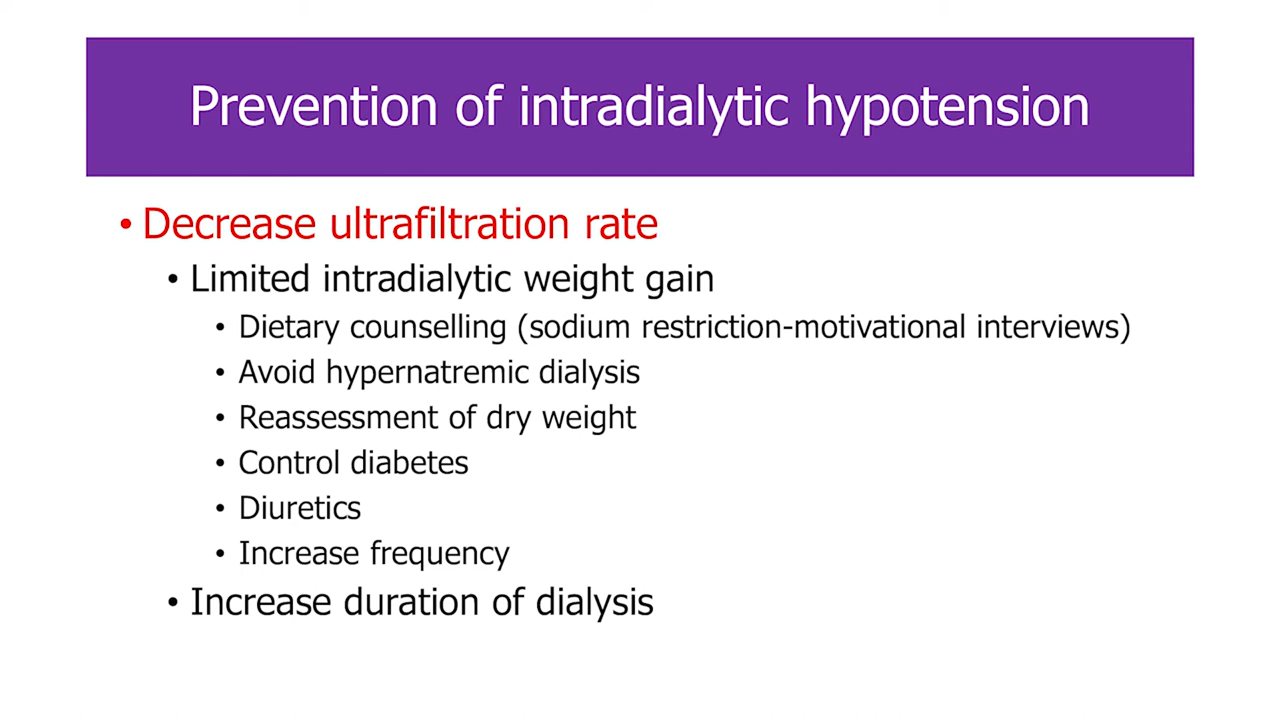 Prevention of intradialytic hypotension
• Decrease ultrafiltration rate
• Limited intradialytic weight gain
• Dietary counselling (sodium restriction-motivational interviews)
• Avoid hypernatremic dialysis
• Reassessment of dry weight
• Control diabetes
• Diuretics
• Increase frequency
• Increase duration of dialysis